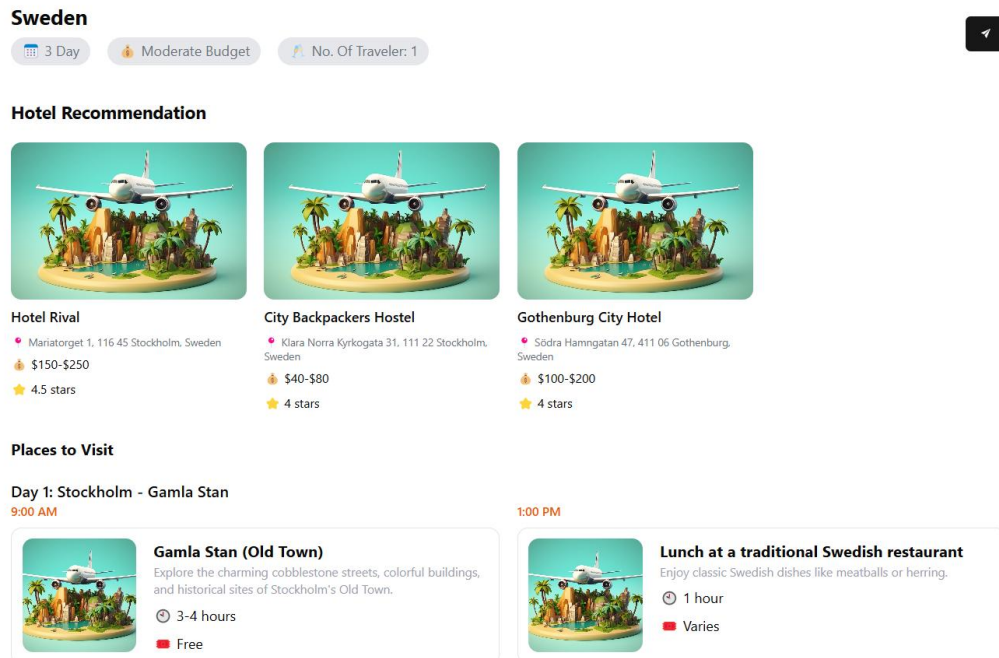 Sweden
3 Day
Moderate Budget
No. Of Traveler: 1
Hotel Recommendation
Hotel Rival
Mariatorget 1, 116 45 Stockholm, Sweden
$150-$250
4.5 stars
City Backpackers Hostel
Klara Norra Kyrkogata 31, 111 22 Stockholm,
Sweden
$40-$80
4 stars
Gothenburg City Hotel
Södra Hamngatan 47, 411 06 Gothenburg,
Sweden
$100-$200
4 stars
Places to Visit
Day 1: Stockholm - Gamla Stan
9:00 AM
Gamla Stan (Old Town)
Explore the charming cobblestone streets, colorful buildings,
and historical sites of Stockholm's Old Town.
3-4 hours
Free
1:00 PM
Lunch at a traditional Swedish restaurant
Enjoy classic Swedish dishes like meatballs or herring.
1 hour
Varies